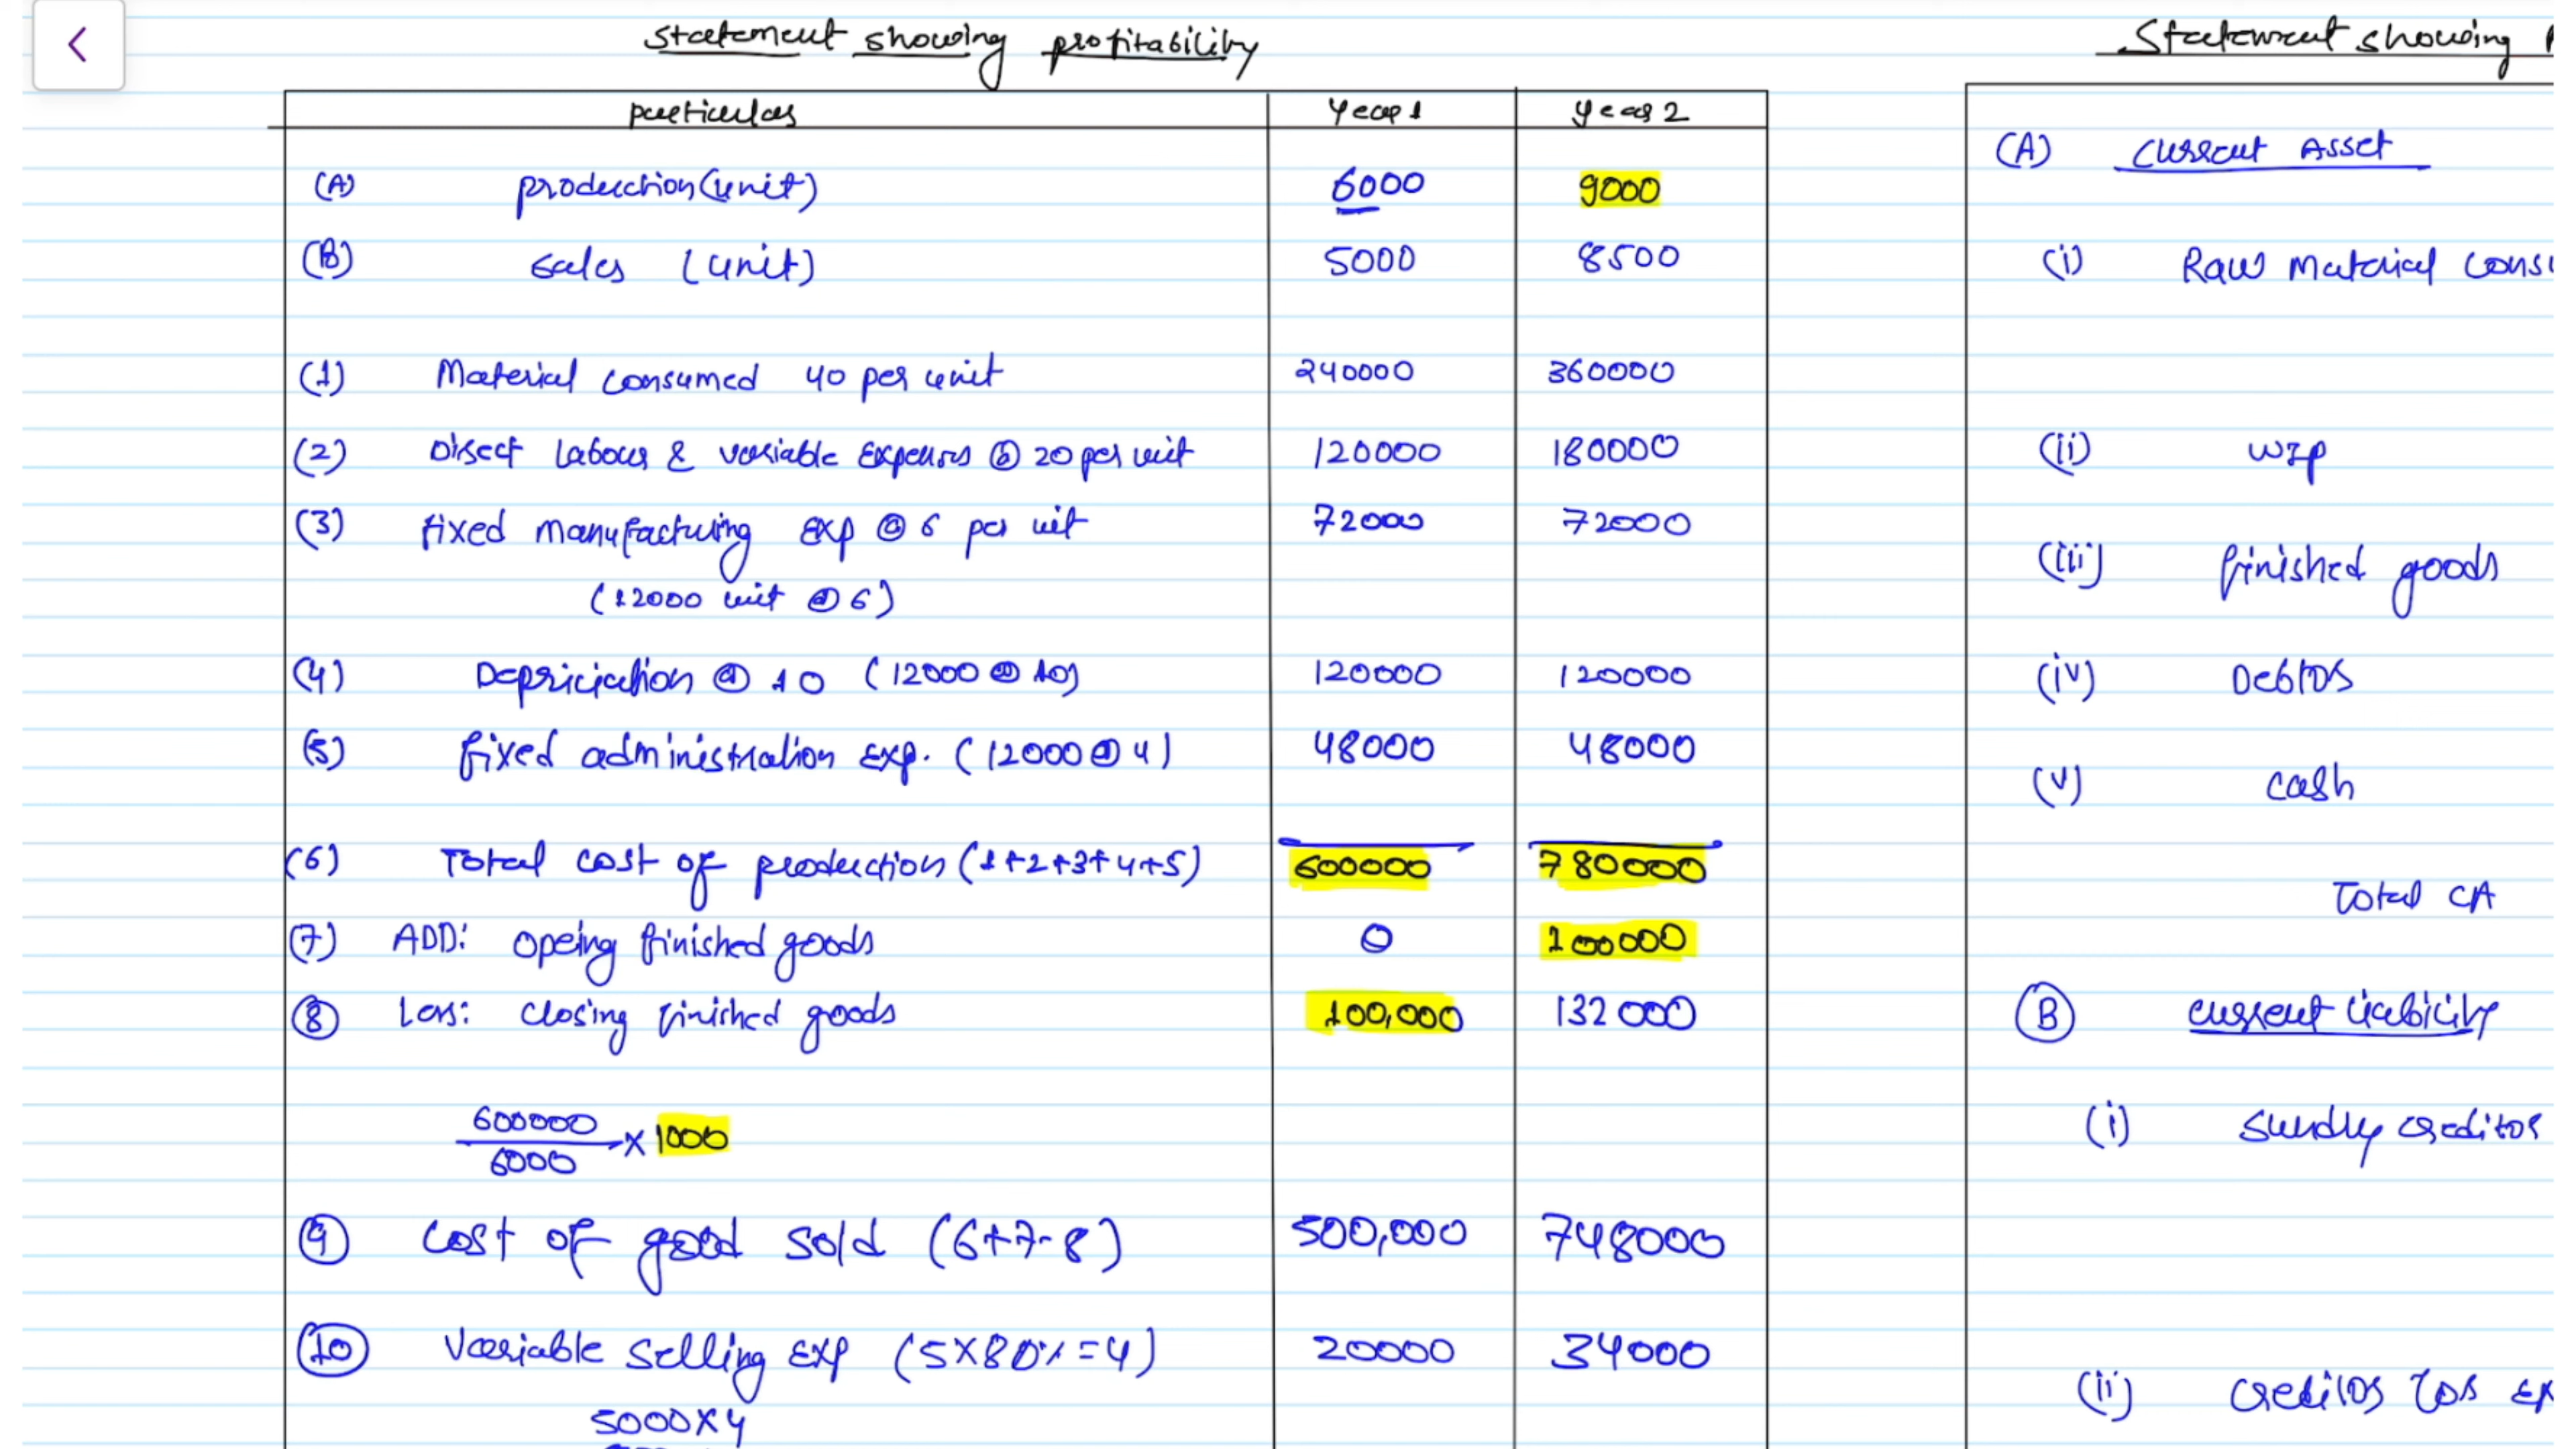 Statement showing profitability
Statement showing
particulars Year 1 Year 2
(A) production (unit) 6000 9000
(B) sales (unit) 5000 8500
(1) Material consumed 40 per unit 240000 360000
(2) Direct labour & variable Expenses @ 20 per unit 120000 180000
(3) fixed manufacturing Exp @ 6 per unit 72000 72000
(12000 unit @ 6)
(4) Depriciation @ 10 (12000 @ 10) 120000 120000
(5) fixed administration Exp. (12000 @ 4) 48000 48000
(6) Total cost of production (1+2+3+4+5) 600000 780000
(7) ADD: opeing finished goods 0 100000
(8) Less: closing finished goods 100,000 132000
600000
6000
× 1000
(9) cost of good sold (6+7-8) 500,000 748000
(10) Variable selling Exp (5×80% = 4) 20000 34000
5000×4
(A) Current Asset
(i) Raw Material
(ii) WIP
(iii) finished goods
(iv) Debtors
(v) cash
Total CA
(B) current liability
(i) Sundry creditor
(ii) creditors for